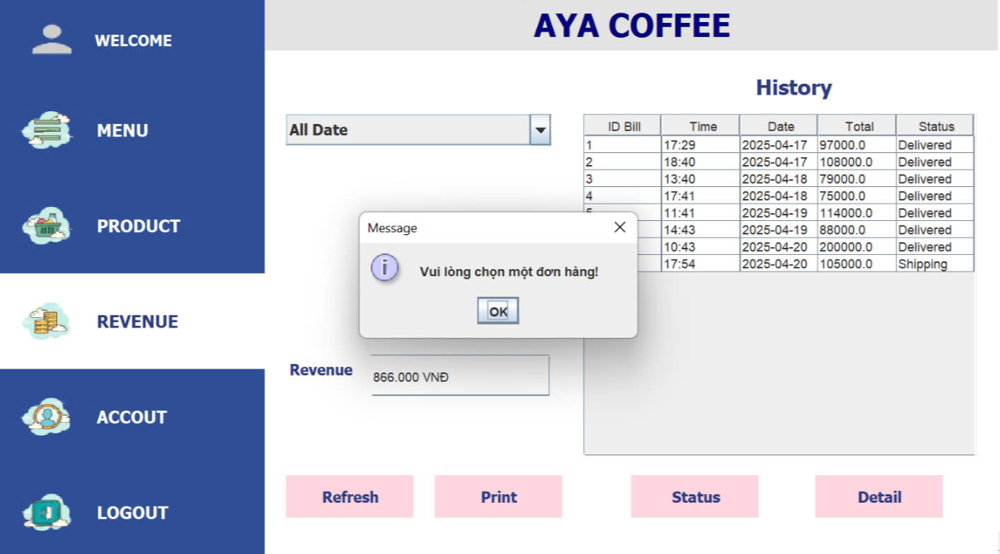 AYA COFFEE
WELCOME
MENU
PRODUCT
REVENUE
ACCOUT
LOGOUT
All Date
History
ID Bill Time Date Total Status
1 17:29 2025-04-17 97000.0 Delivered
2 18:40 2025-04-17 108000.0 Delivered
3 13:40 2025-04-18 79000.0 Delivered
4 17:41 2025-04-18 75000.0 Delivered
5 11:41 2025-04-19 114000.0 Delivered
14:43 2025-04-19 88000.0 Delivered
10:43 2025-04-20 200000.0 Delivered
17:54 2025-04-20 105000.0 Shipping
Message
Vui lòng chọn một đơn hàng!
OK
Revenue 866.000 VNĐ
Refresh Print Status Detail